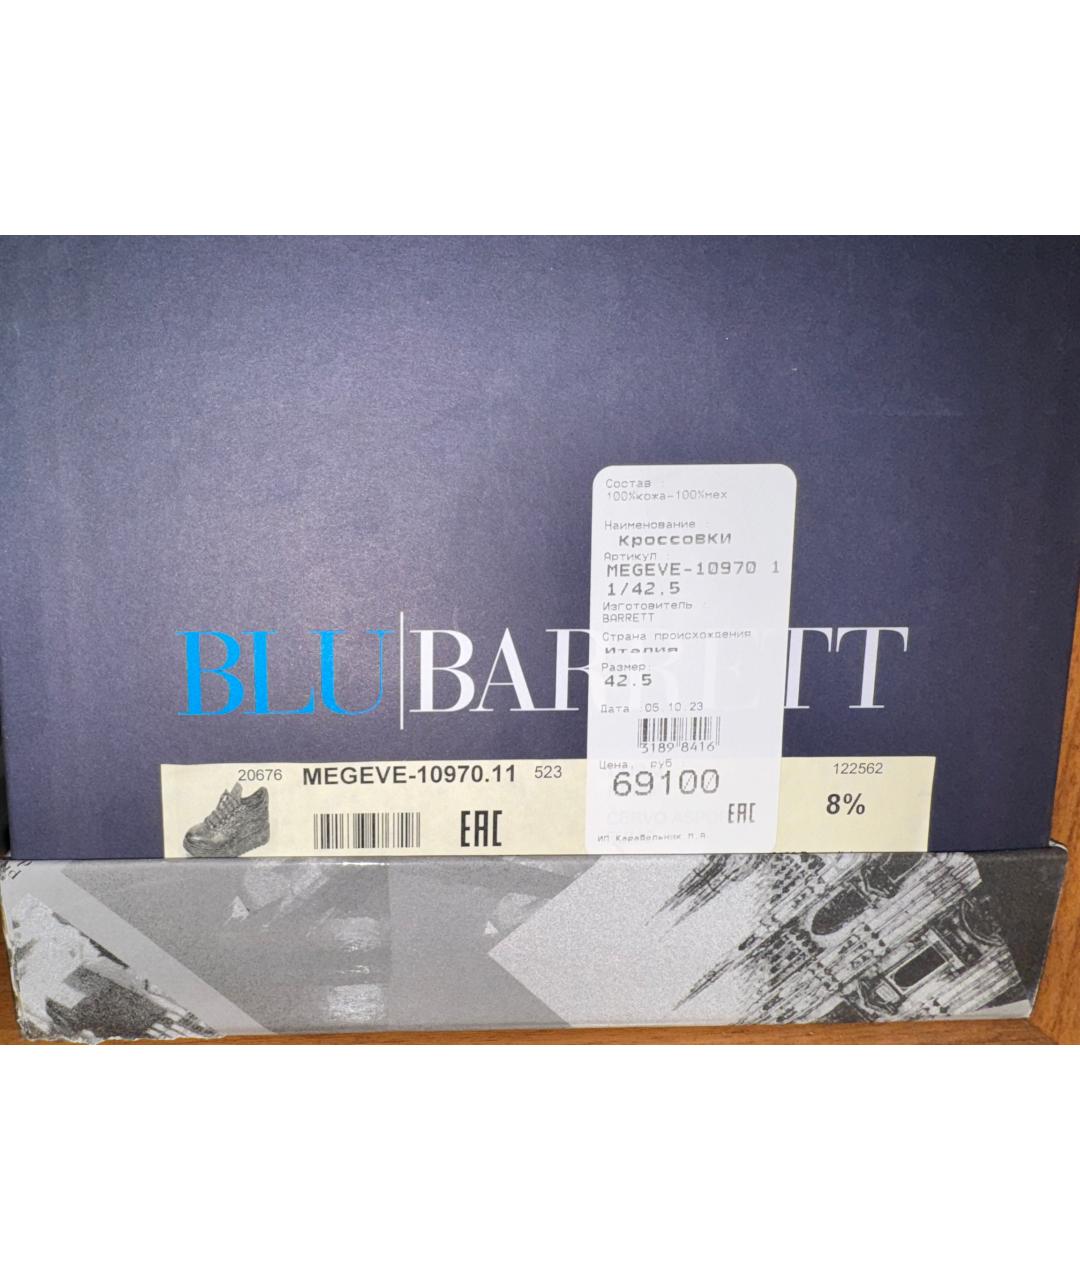 Состав :
100%кожа-100%мех
Наименование :
кроссовки
Артикул :
MEGEVE-10970 1
1/42.5
Изготовитель :
BARRETT
Страна происхождения
Италия
Размер:
42.5
Дата :05.10.23
3189 8416
Цена, руб :
69100
EAC
BLU|BARRETT
20676 MEGEVE-10970.11 523
122562
8%
EAC